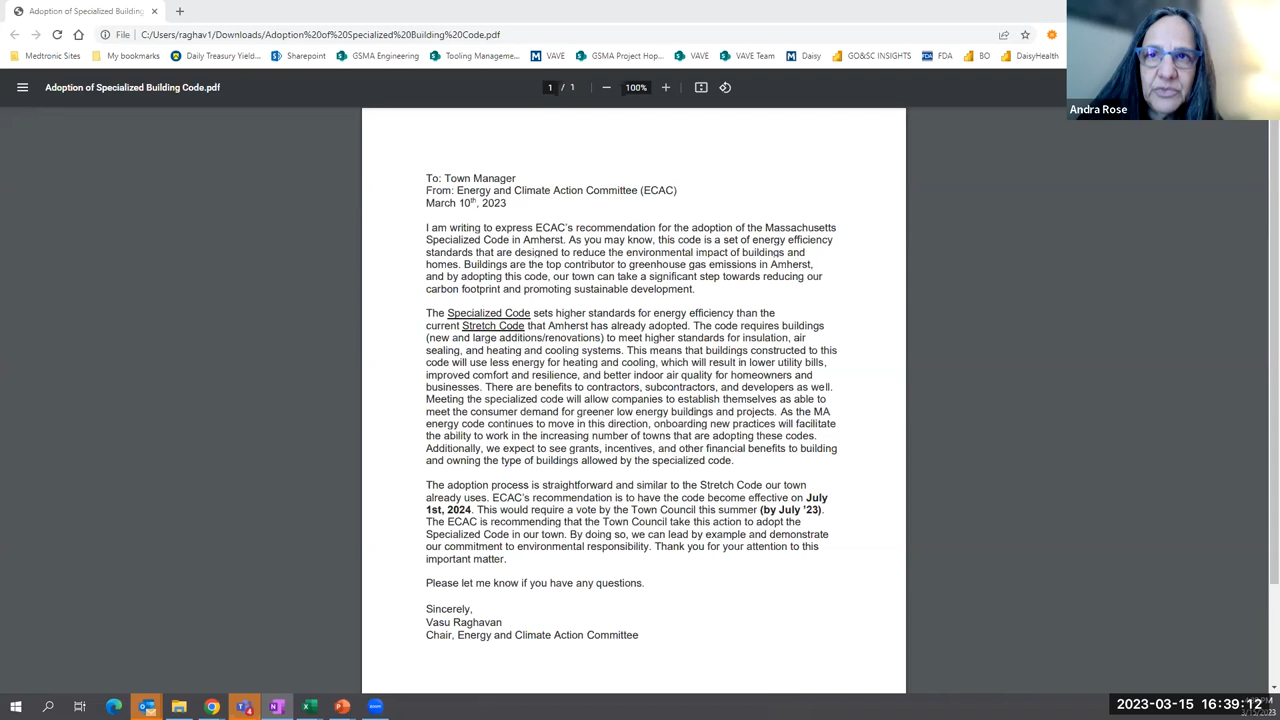 Adoption of Specialized Building
File
C:/Users/raghav1/Downloads/Adoption%20of%20Specialized%20Building%20Code.pdf
Medtronic Sites
My bookmarks
Daily Treasury Yield...
Sharepoint
GSMA Engineering
Tooling Manageme...
VAVE
GSMA Project Hop...
VAVE
VAVE Team
Daisy
GO&SC INSIGHTS
FDA
BO
DaisyHealth
Adoption of Specialized Building Code.pdf
1 / 1
100%
Andra Rose
To: Town Manager
From: Energy and Climate Action Committee (ECAC)
March 10th, 2023
I am writing to express ECAC's recommendation for the adoption of the Massachusetts
Specialized Code in Amherst. As you may know, this code is a set of energy efficiency
standards that are designed to reduce the environmental impact of buildings and
homes. Buildings are the top contributor to greenhouse gas emissions in Amherst,
and by adopting this code, our town can take a significant step towards reducing our
carbon footprint and promoting sustainable development.
The Specialized Code sets higher standards for energy efficiency than the
current Stretch Code that Amherst has already adopted. The code requires buildings
(new and large additions/renovations) to meet higher standards for insulation, air
sealing, and heating and cooling systems. This means that buildings constructed to this
code will use less energy for heating and cooling, which will result in lower utility bills,
improved comfort and resilience, and better indoor air quality for homeowners and
businesses. There are benefits to contractors, subcontractors, and developers as well.
Meeting the specialized code will allow companies to establish themselves as able to
meet the consumer demand for greener low energy buildings and projects. As the MA
energy code continues to move in this direction, onboarding new practices will facilitate
the ability to work in the increasing number of towns that are adopting these codes.
Additionally, we expect to see grants, incentives, and other financial benefits to building
and owning the type of buildings allowed by the specialized code.
The adoption process is straightforward and similar to the Stretch Code our town
already uses. ECAC's recommendation is to have the code become effective on July
1st, 2024. This would require a vote by the Town Council this summer (by July '23).
The ECAC is recommending that the Town Council take this action to adopt the
Specialized Code in our town. By doing so, we can lead by example and demonstrate
our commitment to environmental responsibility. Thank you for your attention to this
important matter.
Please let me know if you have any questions.
Sincerely,
Vasu Raghavan
Chair, Energy and Climate Action Committee
2023-03-15 16:39:12